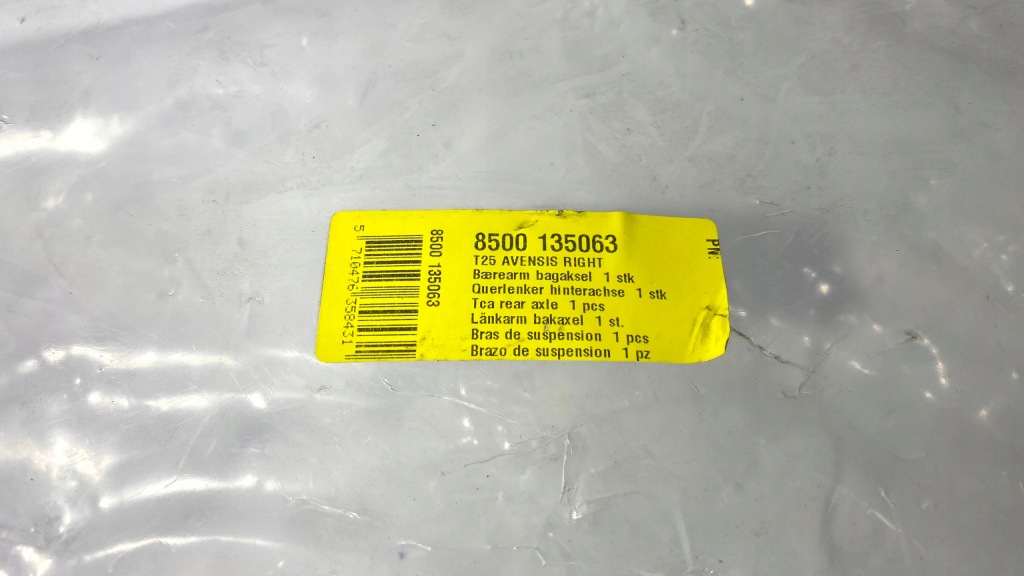 8500 135063
T25 AVENSIS RIGHT
Bærearm bagaksel 1 stk
Querlenker hinterachse 1 stk
Tca rear axle 1 pcs
Länkarm bakaxel 1 st.
Bras de suspension 1 pcs
Brazo de suspension 1 pz
8500 135063
5 710476 358431
PN